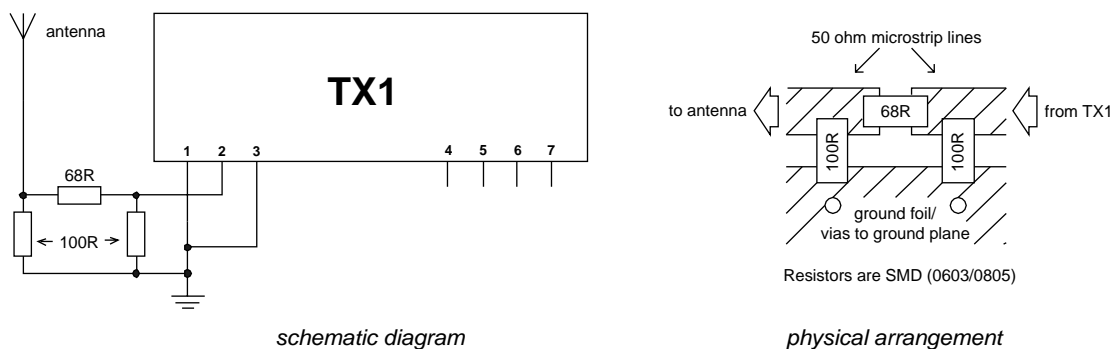 antenna
TX1
1 2 3 4 5 6 7
68R
100R
schematic diagram
50 ohm microstrip lines
to antenna
68R
from TX1
100R
100R
ground foil/
vias to ground plane
Resistors are SMD (0603/0805)
physical arrangement